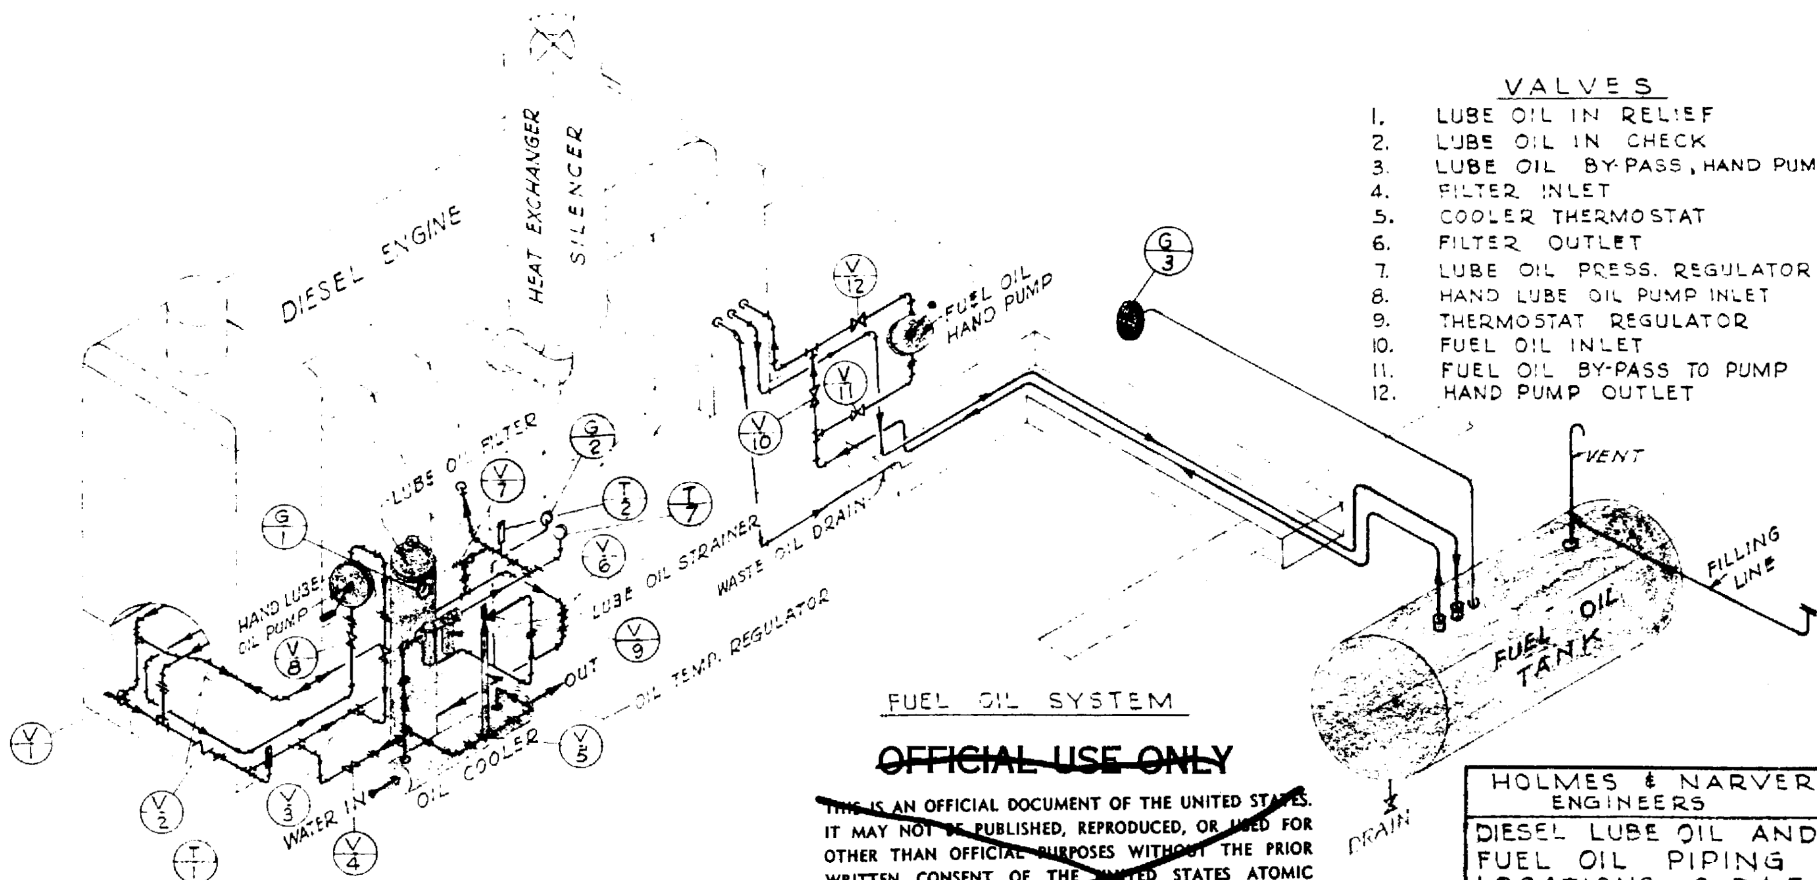 VALVES
1. LUBE OIL IN RELIEF
2. LUBE OIL IN CHECK
3. LUBE OIL BY-PASS, HAND PUM
4. FILTER INLET
5. COOLER THERMOSTAT
6. FILTER OUTLET
7. LUBE OIL PRESS. REGULATOR
8. HAND LUBE OIL PUMP INLET
9. THERMOSTAT REGULATOR
10. FUEL OIL INLET
11. FUEL OIL BY-PASS TO PUMP
12. HAND PUMP OUTLET
DIESEL ENGINE
HEAT EXCHANGER
SILENCER
V
12
FUEL OIL
HAND PUMP
G
3
V
11
V
10
VENT
FILLING
LINE
FUEL OIL
TANK
DRAIN
LUBE OIL FILTER
G
2
V
7
T
2
T
7
G
1
V
6
LUBE OIL STRAINER
WASTE OIL DRAIN
HAND LUBE
OIL PUMP
V
8
V
9
OUT
OIL TEMP. REGULATOR
V
5
OIL COOLER
WATER IN
V
1
V
2
V
3
V
4
T
1
FUEL OIL SYSTEM
OFFICIAL USE ONLY
THIS IS AN OFFICIAL DOCUMENT OF THE UNITED STATES.
IT MAY NOT BE PUBLISHED, REPRODUCED, OR USED FOR
OTHER THAN OFFICIAL PURPOSES WITHOUT THE PRIOR
WRITTEN CONSENT OF THE UNITED STATES ATOMIC
HOLMES & NARVER
ENGINEERS
DIESEL LUBE OIL AND
FUEL OIL PIPING